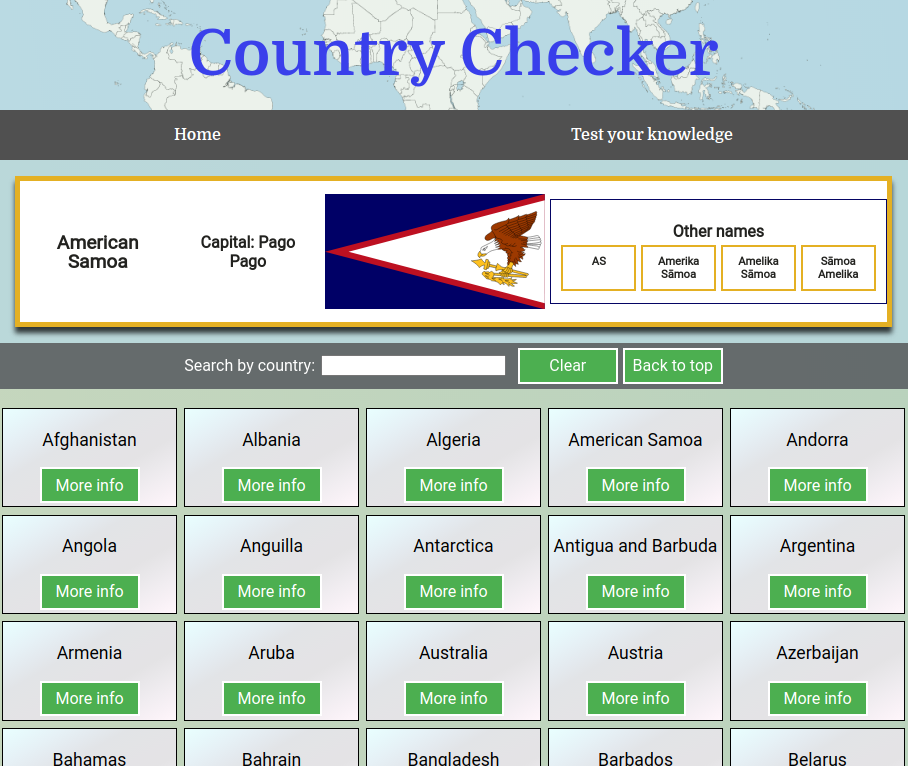 Country Checker
Home
Test your knowledge
American
Samoa
Capital: Pago
Pago
Other names
AS
Amerika
Sāmoa
Amelika
Sāmoa
Sāmoa
Amelika
Search by country:
Clear
Back to top
Afghanistan
Albania
Algeria
American Samoa
Andorra
More info
More info
More info
More info
More info
Angola
Anguilla
Antarctica
Antigua and Barbuda
Argentina
More info
More info
More info
More info
More info
Armenia
Aruba
Australia
Austria
Azerbaijan
More info
More info
More info
More info
More info
Bahamas
Bahrain
Bangladesh
Barbados
Belarus